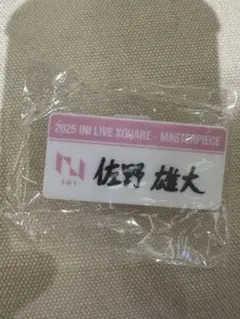 2025 INI LIVE XQUARE - MASTERPIECE
佐野 雄大
INI